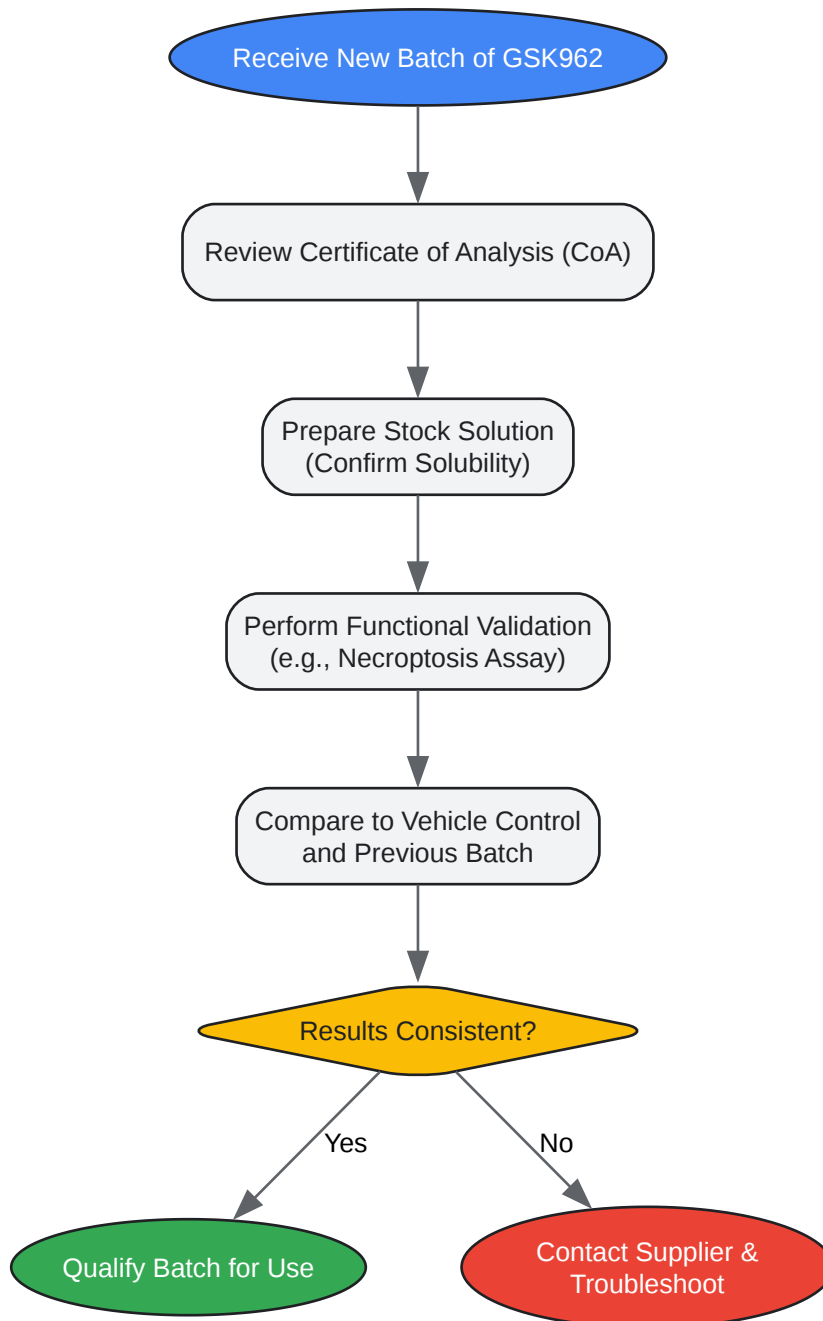 Receive New Batch of GSK962
Review Certificate of Analysis (CoA)
Prepare Stock Solution
(Confirm Solubility)
Perform Functional Validation
(e.g., Necroptosis Assay)
Compare to Vehicle Control
and Previous Batch
Results Consistent?
Yes
No
Qualify Batch for Use
Contact Supplier &
Troubleshoot